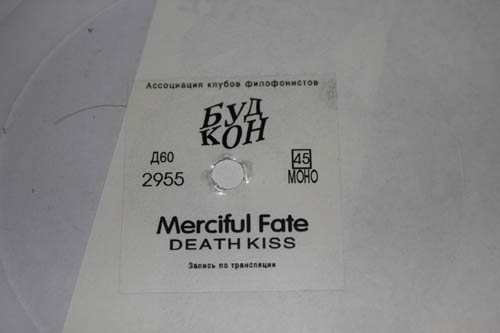 Ассоциация клубов филофонистов
БУД
КОН
Д60
45
2955
МОНО
Merciful Fate
DEATH KISS
Запись по трансляции